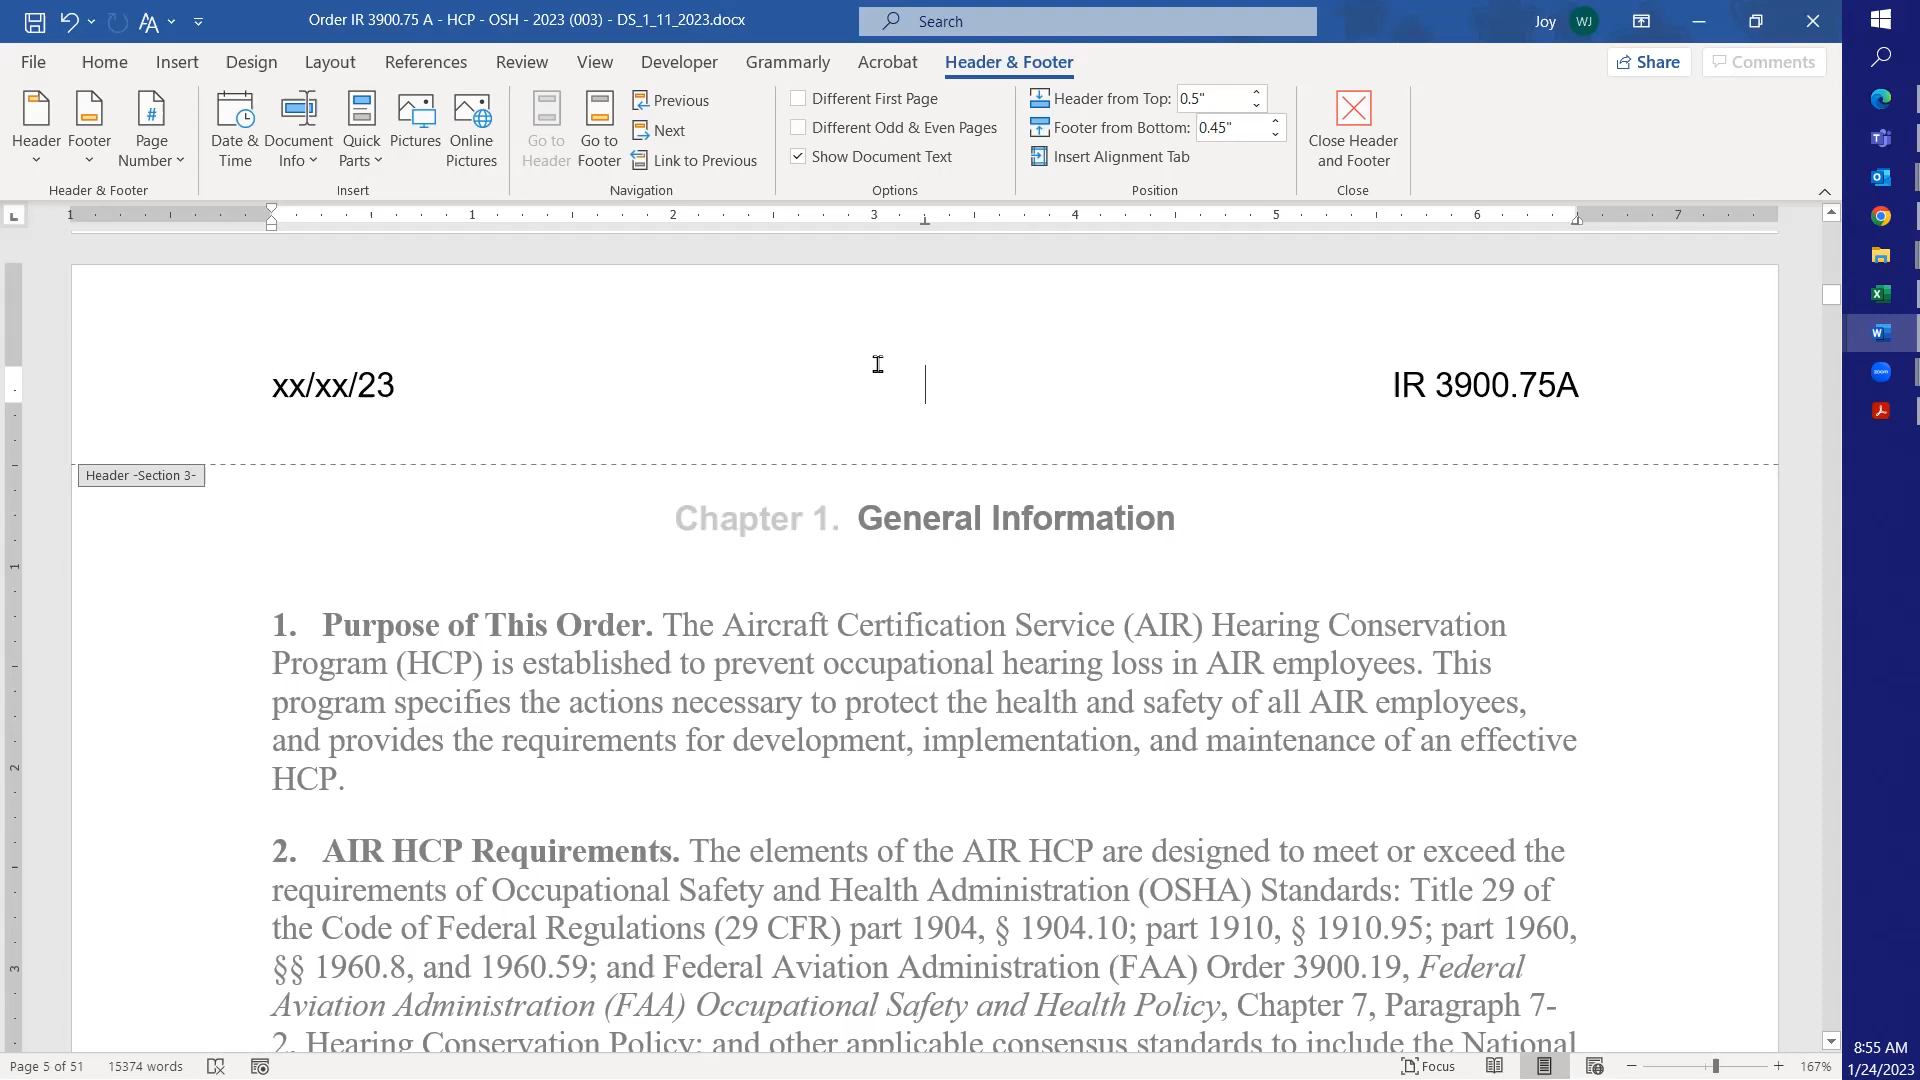 Order IR 3900.75 A - HCP - OSH - 2023 (003) - DS_1_11_2023.docx
Search
Joy
WJ
File Home Insert Design Layout References Review View Developer Grammarly Acrobat Header & Footer
Share
Comments
Header
Footer
Page
Number
Header & Footer
Date &
Time
Document
Info
Quick
Parts
Pictures
Online
Pictures
Insert
Go to
Header
Go to
Footer
Previous
Next
Link to Previous
Navigation
Different First Page
Different Odd & Even Pages
Show Document Text
Options
Header from Top: 0.5"
Footer from Bottom: 0.45"
Insert Alignment Tab
Position
Close Header
and Footer
Close
1 1 2 3 4 5 6 7
xx/xx/23 IR 3900.75A
Header -Section 3-
Chapter 1. General Information
1. Purpose of This Order. The Aircraft Certification Service (AIR) Hearing Conservation
Program (HCP) is established to prevent occupational hearing loss in AIR employees. This
program specifies the actions necessary to protect the health and safety of all AIR employees,
and provides the requirements for development, implementation, and maintenance of an effective
HCP.
2. AIR HCP Requirements. The elements of the AIR HCP are designed to meet or exceed the
requirements of Occupational Safety and Health Administration (OSHA) Standards: Title 29 of
the Code of Federal Regulations (29 CFR) part 1904, § 1904.10; part 1910, § 1910.95; part 1960,
§§ 1960.8, and 1960.59; and Federal Aviation Administration (FAA) Order 3900.19, Federal
Aviation Administration (FAA) Occupational Safety and Health Policy, Chapter 7, Paragraph 7-
2, Hearing Conservation Policy; and other applicable consensus standards to include the National
1
2
3
Page 5 of 51 15374 words
Focus
167%
8:55 AM
1/24/2023